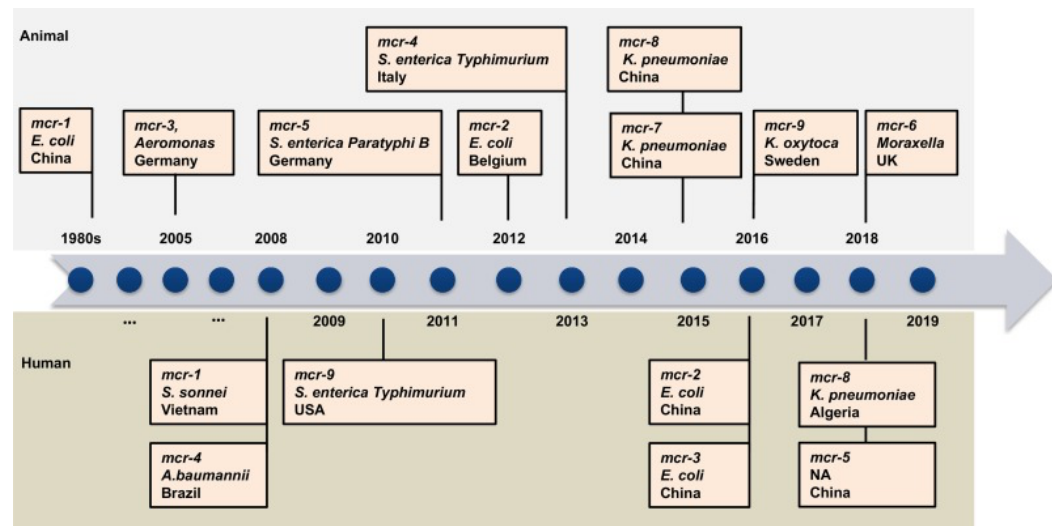 Animal
mcr-4
S. enterica Typhimurium
Italy
mcr-8
K. pneumoniae
China
mcr-1
E. coli
China
mcr-3,
Aeromonas
Germany
mcr-5
S. enterica Paratyphi B
Germany
mcr-2
E. coli
Belgium
mcr-7
K. pneumoniae
China
mcr-9
K. oxytoca
Sweden
mcr-6
Moraxella
UK
1980s 2005 2008 2010 2012 2014 2016 2018
... ... 2009 2011 2013 2015 2017 2019
Human
mcr-1
S. sonnei
Vietnam
mcr-9
S. enterica Typhimurium
USA
mcr-2
E. coli
China
mcr-8
K. pneumoniae
Algeria
mcr-4
A.baumannii
Brazil
mcr-3
E. coli
China
mcr-5
NA
China